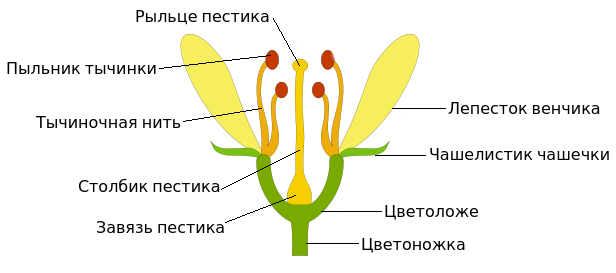 Рыльце пестика
Пыльник тычинки
Лепесток венчика
Тычиночная нить
Чашелистик чашечки
Столбик пестика
Цветоложе
Завязь пестика
Цветоножка